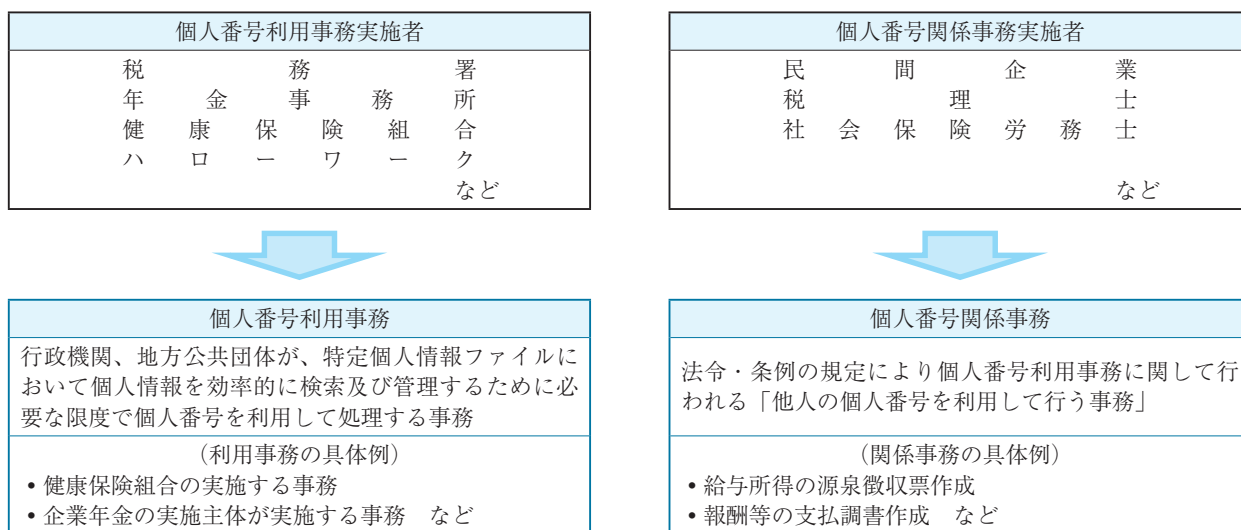 個人番号利用事務実施者
税務署
年金事務所
健康保険組合
ハローワーク
など
個人番号利用事務
行政機関、地方公共団体が、特定個人情報ファイルに
おいて個人情報を効率的に検索及び管理するために必
要な限度で個人番号を利用して処理する事務
（利用事務の具体例）
・健康保険組合の実施する事務
・企業年金の実施主体が実施する事務　など
個人番号関係事務実施者
民間企業
税理士
社会保険労務士
など
個人番号関係事務
法令・条例の規定により個人番号利用事務に関して行
われる「他人の個人番号を利用して行う事務」
（関係事務の具体例）
・給与所得の源泉徴収票作成
・報酬等の支払調書作成　など